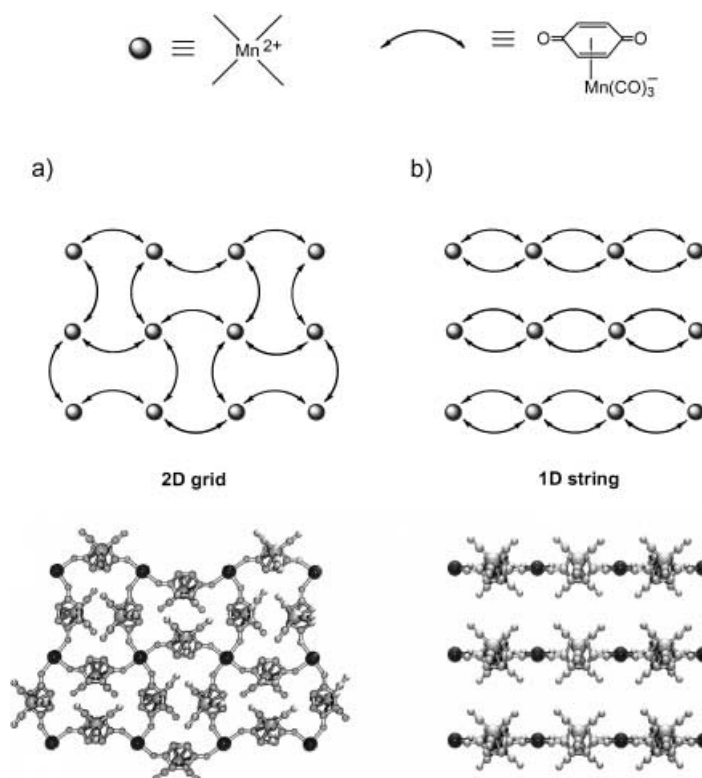 ≡ Mn2+
≡ O O
Mn(CO)3−
a)
b)
2D grid
1D string